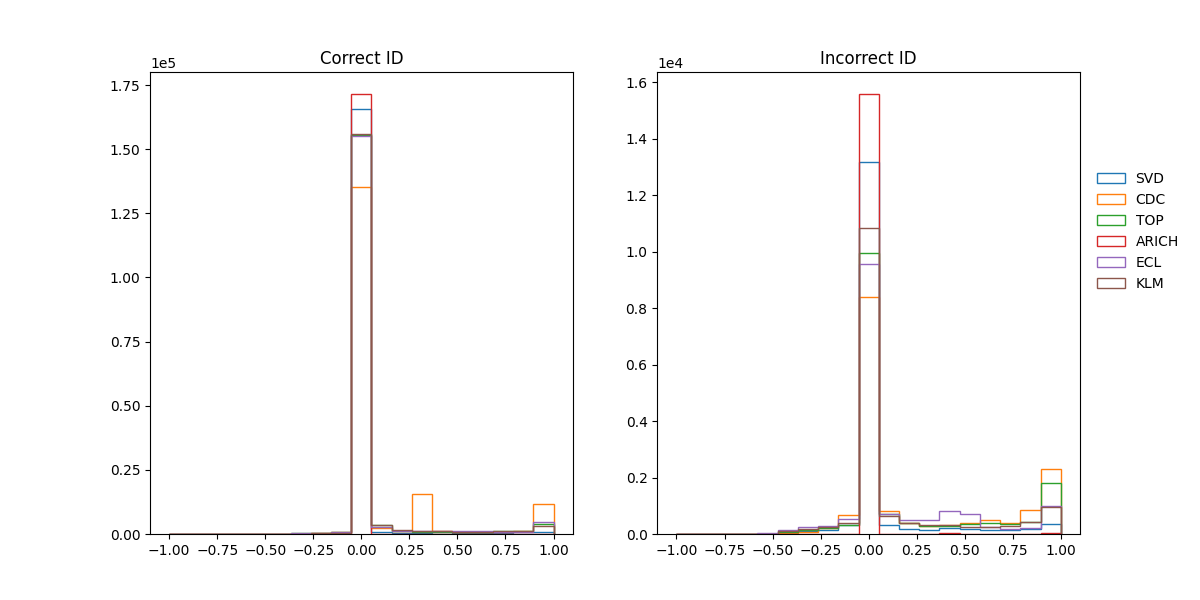 Correct ID
Incorrect ID
1e5
1e4
1.75
1.50
1.25
1.00
0.75
0.50
0.25
0.00
−1.00 −0.75 −0.50 −0.25 0.00 0.25 0.50 0.75 1.00
1.6
1.4
1.2
1.0
0.8
0.6
0.4
0.2
0.0
−1.00 −0.75 −0.50 −0.25 0.00 0.25 0.50 0.75 1.00
SVD
CDC
TOP
ARICH
ECL
KLM